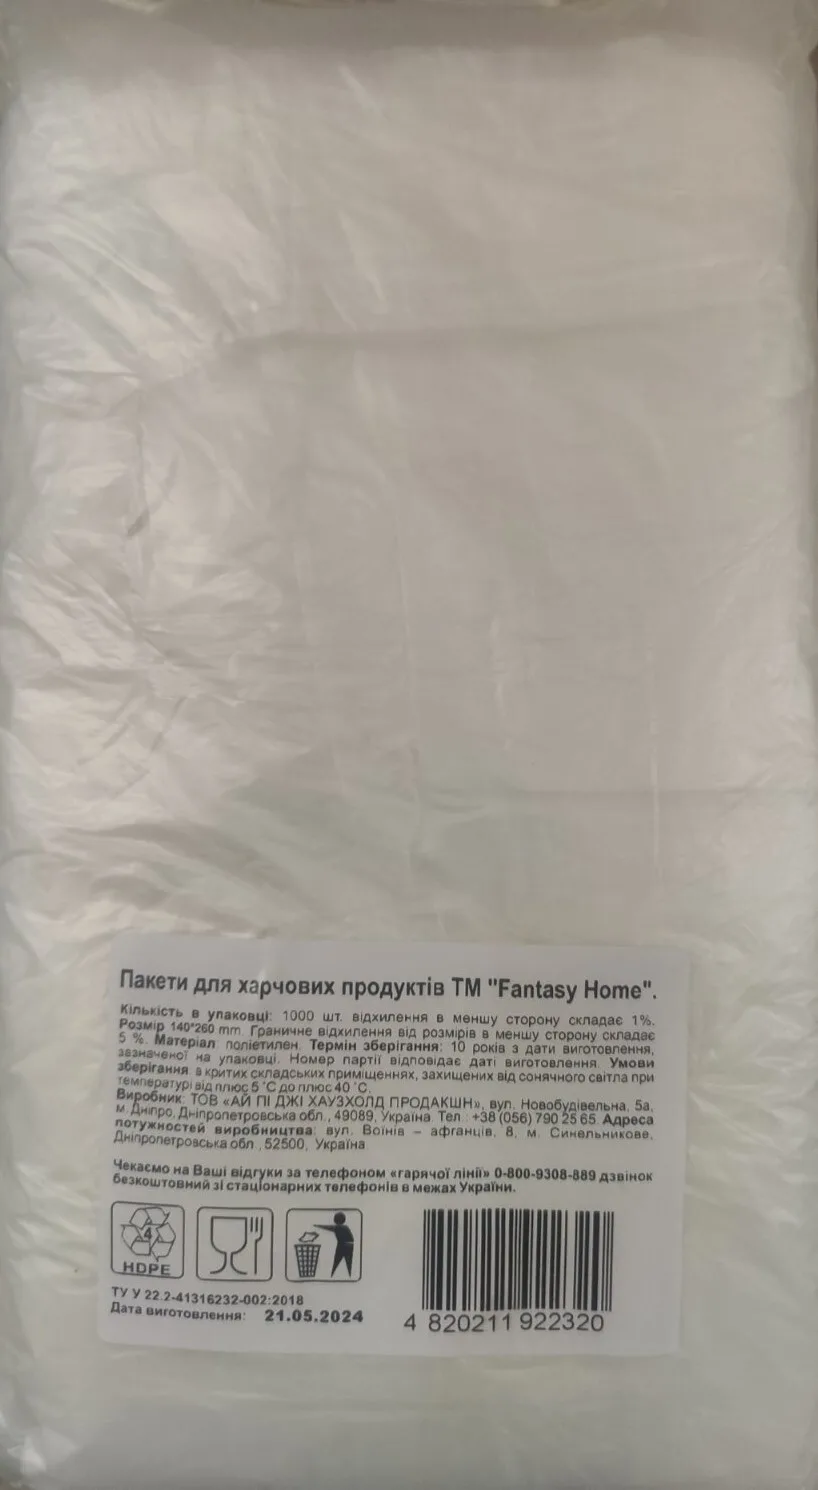 Пакети для харчових продуктів ТМ "Fantasy Home".
Кількість в упаковці: 1000 шт. відхилення в меншу сторону складає 1%.
Розмір 140*260 mm. Граничне відхилення від розмірів в меншу сторону складає
5 %. Матеріал поліетилен. Термін зберігання: 10 років з дати виготовлення,
зазначеної на упаковці. Номер партії відповідає даті виготовлення. Умови
зберігання в критих складських приміщеннях, захищених від сонячного світла при
температурі від плюс 5 °С до плюс 40 °С.
Виробник: ТОВ «АЙ ПІ ДЖІ ХАУЗХОЛД ПРОДАКШН», вул. Новобудівельна, 5а,
м. Дніпро, Дніпропетровська обл., 49089, Україна. Тел.: +38 (056) 790 25 65. Адреса
потужностей виробництва: вул. Воїнів – афганців, 8, м. Синельникове,
Дніпропетровська обл., 52500, Україна
Чекаємо на Ваші відгуки за телефоном «гарячої лінії» 0-800-9308-889 дзвінок
безкоштовний зі стаціонарних телефонів в межах України.
4
HDPE
ТУ У 22.2-41316232-002:2018
Дата виготовлення: 21.05.2024
4 820211 922320